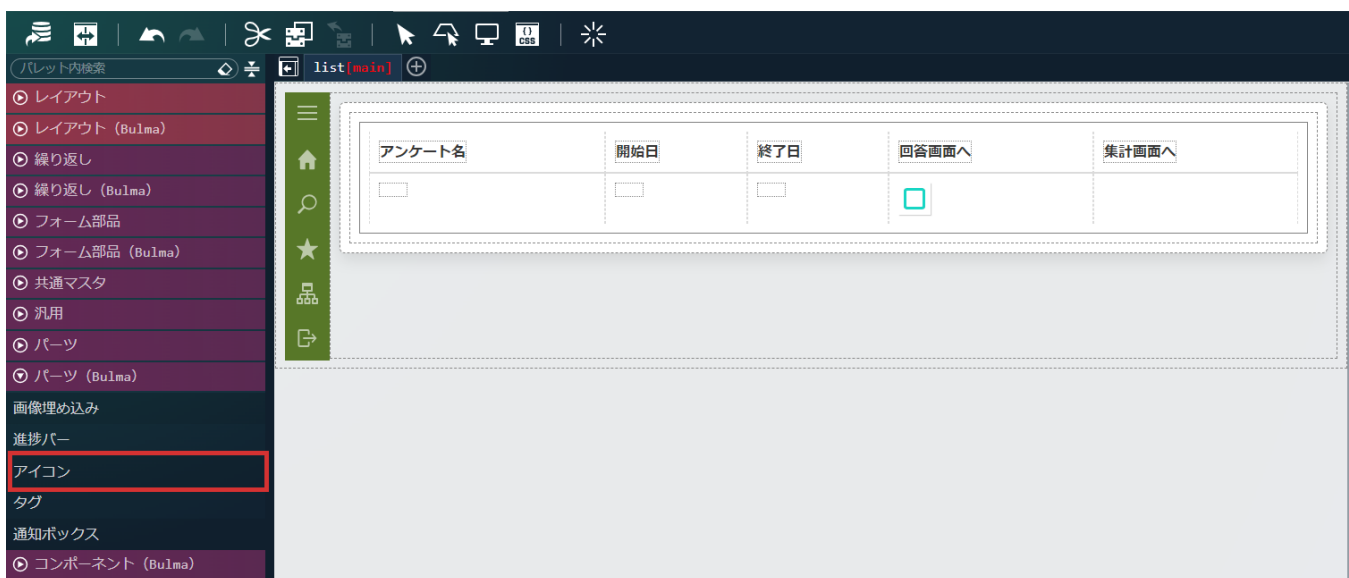 {}
CSS
パレット内検索
list[main]
レイアウト
レイアウト (Bulma)
繰り返し
繰り返し (Bulma)
フォーム部品
フォーム部品 (Bulma)
共通マスタ
汎用
パーツ
パーツ (Bulma)
画像埋め込み
進捗バー
アイコン
タグ
通知ボックス
コンポーネント (Bulma)
アンケート名 開始日 終了日 回答画面へ 集計画面へ